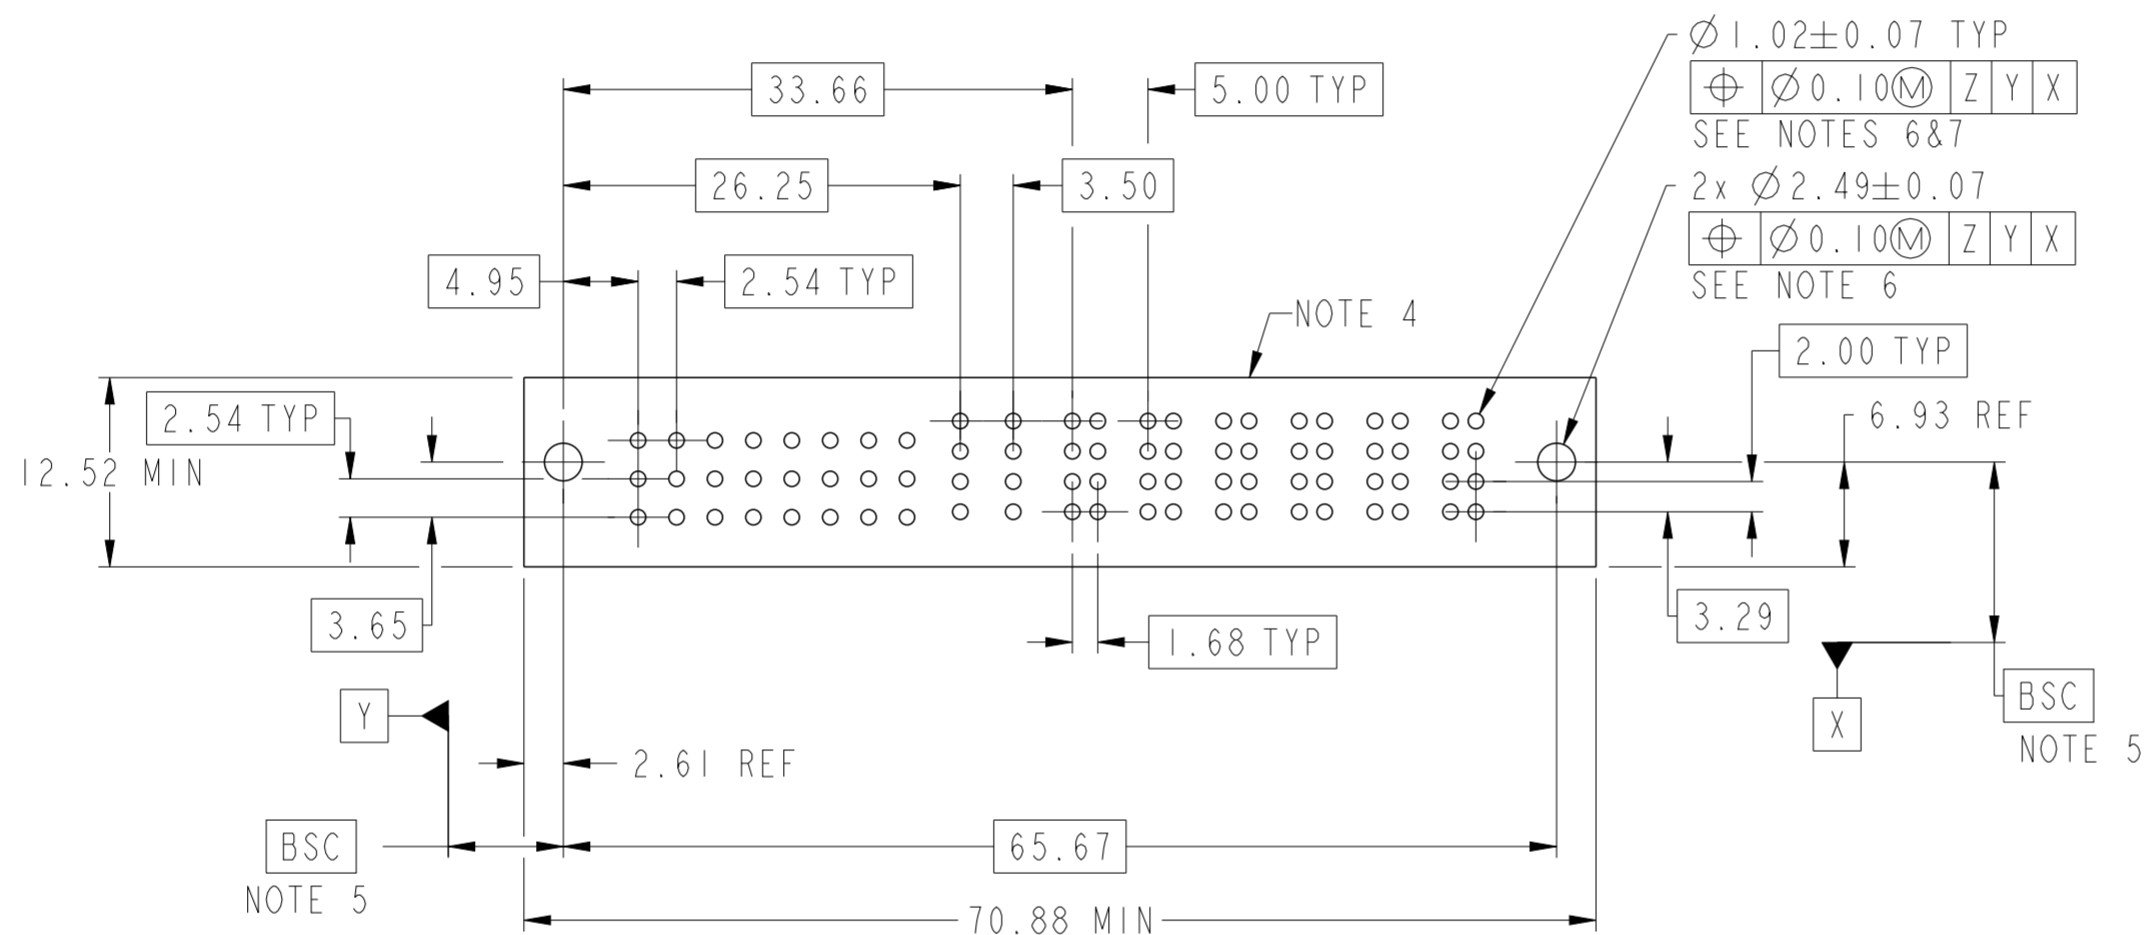 Ø1.02±0.07 TYP
⌖ Ø0.10Ⓜ Z Y X
SEE NOTES 6&7
2x Ø2.49±0.07
⌖ Ø0.10Ⓜ Z Y X
SEE NOTE 6
33.66
5.00 TYP
26.25
3.50
4.95
2.54 TYP
NOTE 4
2.00 TYP
2.54 TYP
6.93 REF
12.52 MIN
3.65
1.68 TYP
3.29
Y
X
BSC
NOTE 5
2.61 REF
BSC
NOTE 5
65.67
70.88 MIN